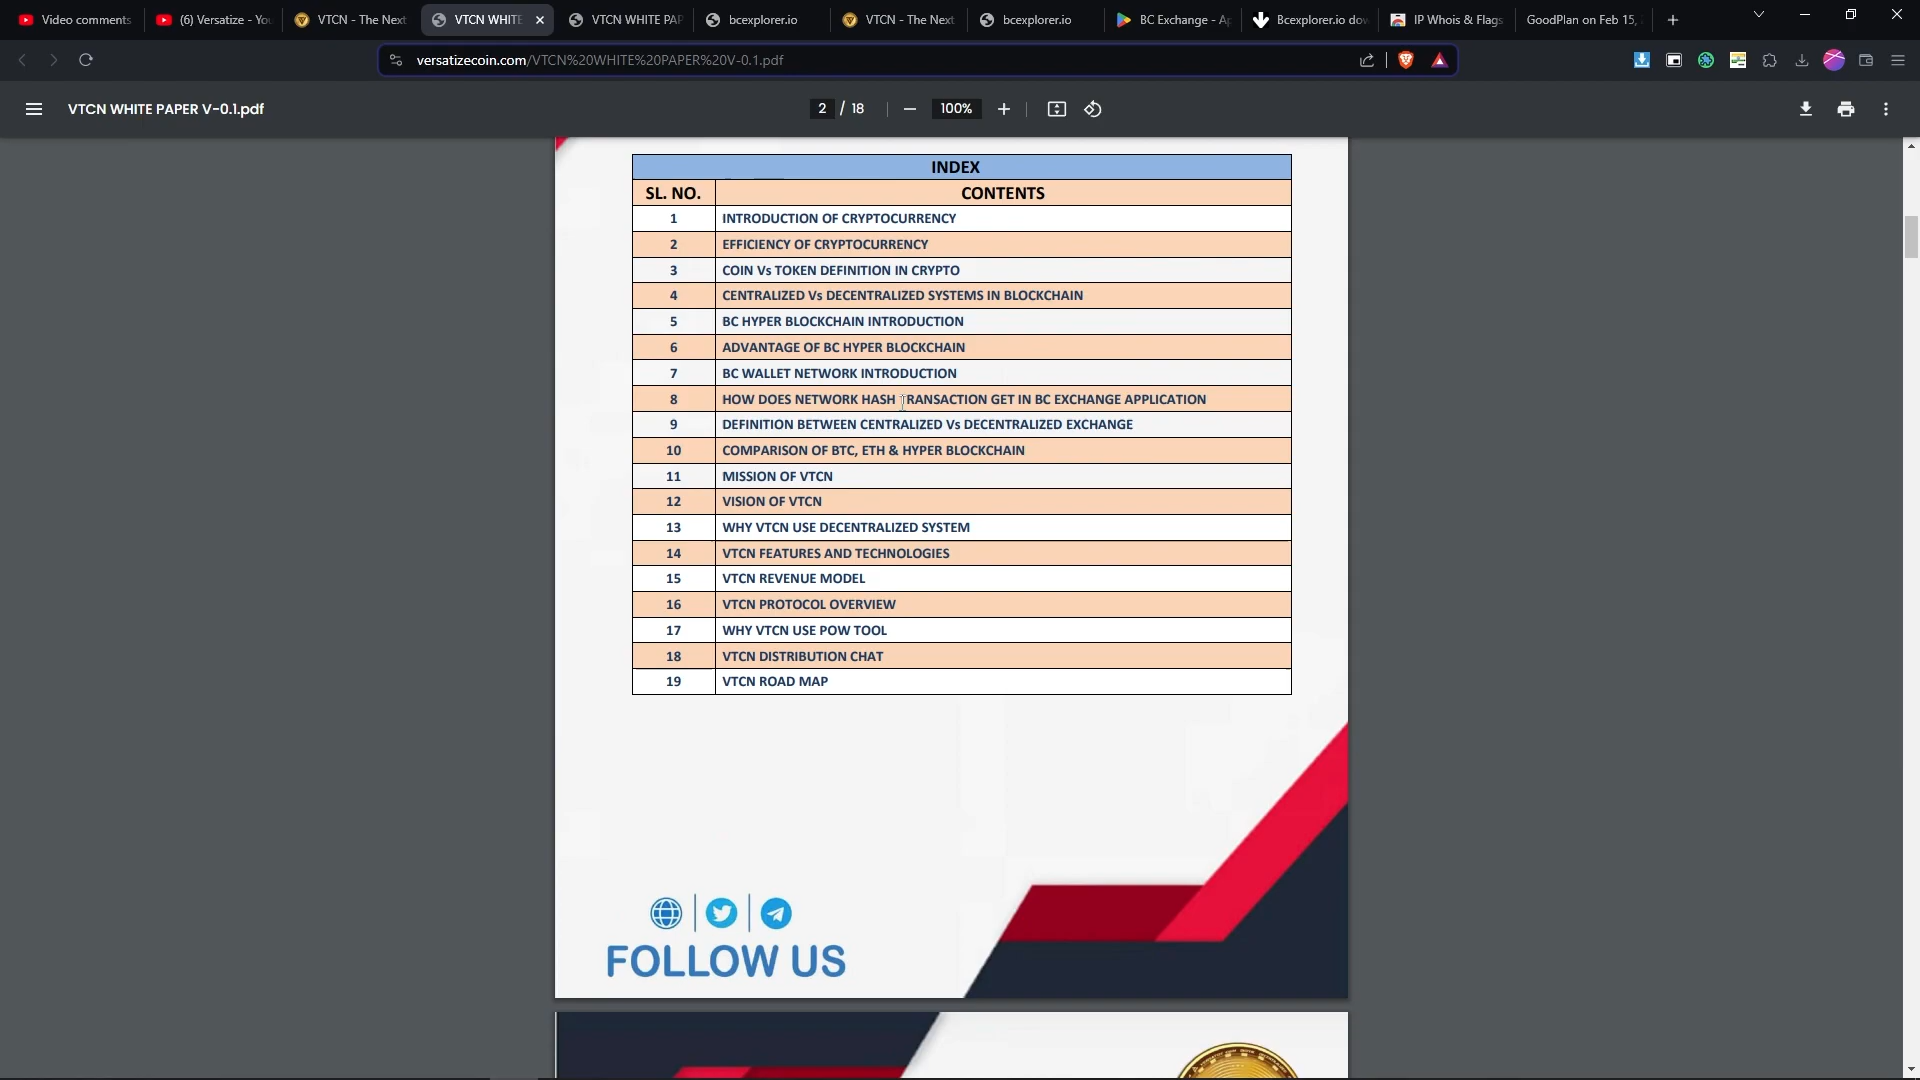 Video comments
(6) Versatize - You
VTCN - The Next
VTCN WHITE
VTCN WHITE PAP
bcexplorer.io
VTCN - The Next
bcexplorer.io
BC Exchange - Ap
Bcexplorer.io dow
IP Whois & Flags
GoodPlan on Feb 15,
versatizecoin.com/VTCN%20WHITE%20PAPER%20V-0.1.pdf
VTCN WHITE PAPER V-0.1.pdf
2 / 18
100%
INDEX
SL. NO. CONTENTS
1 INTRODUCTION OF CRYPTOCURRENCY
2 EFFICIENCY OF CRYPTOCURRENCY
3 COIN Vs TOKEN DEFINITION IN CRYPTO
4 CENTRALIZED Vs DECENTRALIZED SYSTEMS IN BLOCKCHAIN
5 BC HYPER BLOCKCHAIN INTRODUCTION
6 ADVANTAGE OF BC HYPER BLOCKCHAIN
7 BC WALLET NETWORK INTRODUCTION
8 HOW DOES NETWORK HASH TRANSACTION GET IN BC EXCHANGE APPLICATION
9 DEFINITION BETWEEN CENTRALIZED Vs DECENTRALIZED EXCHANGE
10 COMPARISON OF BTC, ETH & HYPER BLOCKCHAIN
11 MISSION OF VTCN
12 VISION OF VTCN
13 WHY VTCN USE DECENTRALIZED SYSTEM
14 VTCN FEATURES AND TECHNOLOGIES
15 VTCN REVENUE MODEL
16 VTCN PROTOCOL OVERVIEW
17 WHY VTCN USE POW TOOL
18 VTCN DISTRIBUTION CHAT
19 VTCN ROAD MAP
FOLLOW US